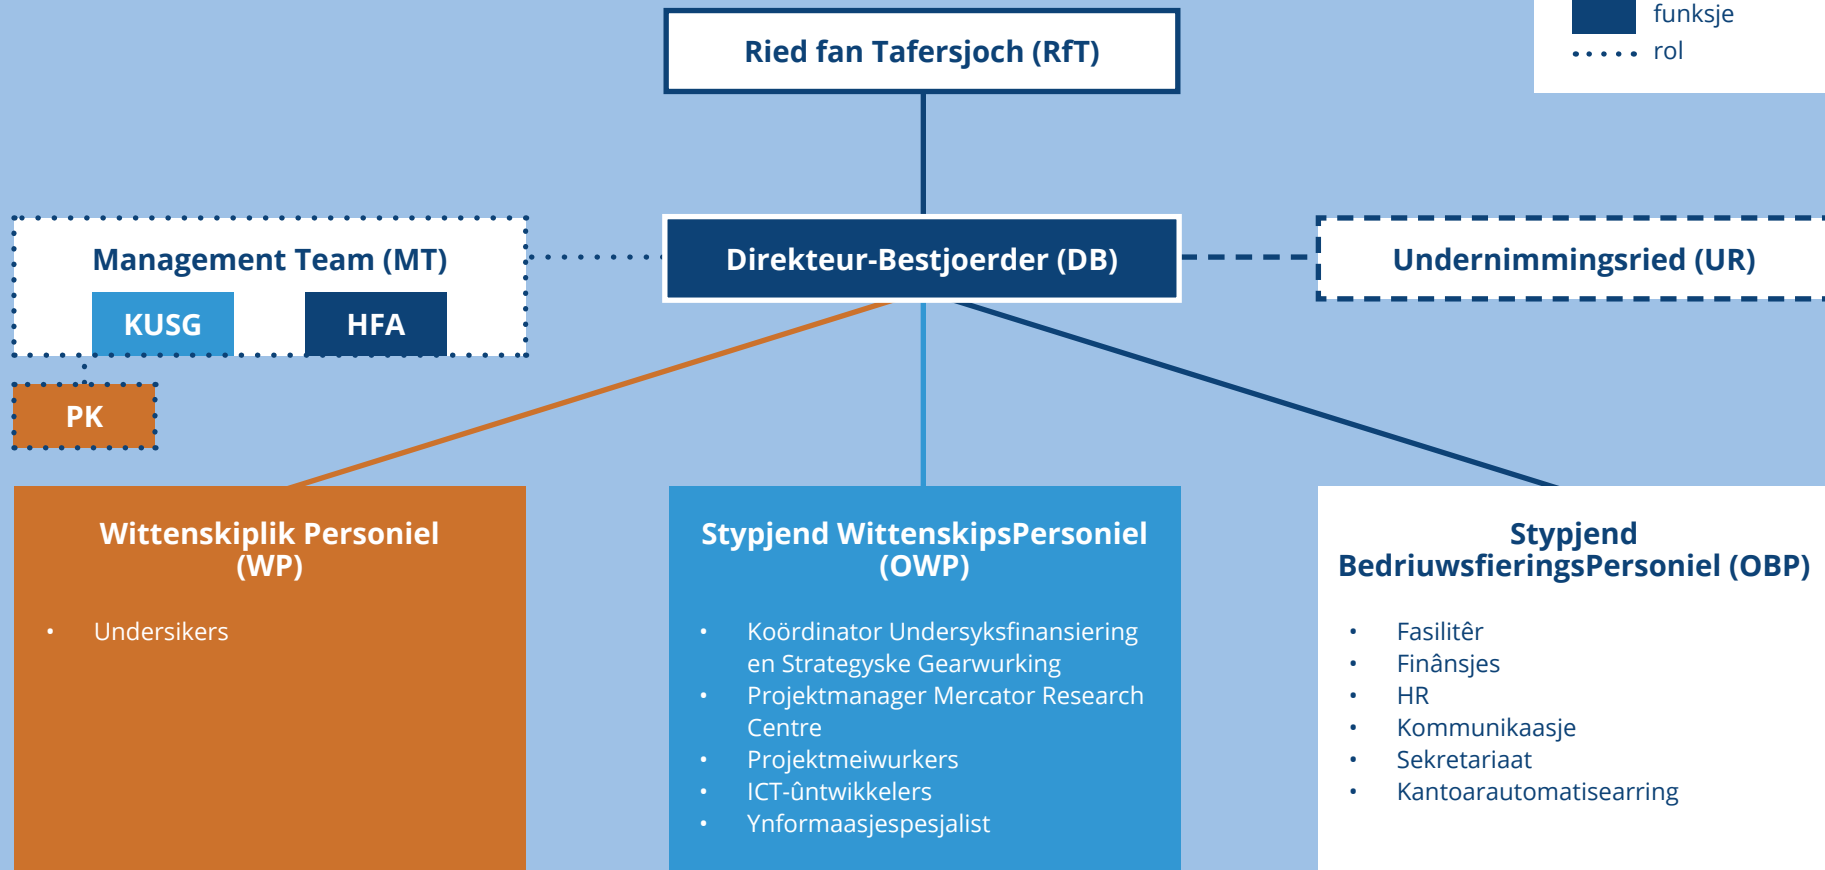 funksje
rol
Ried fan Tafersjoch (RfT)
Management Team (MT)
KUSG
HFA
PK
Direkteur-Bestjoerder (DB)
Undernimmingsried (UR)
Wittenskiplik Personiel
(WP)
• Undersikers
Stypjend WittenskipsPersoniel
(OWP)
• Koördinator Undersyksfinansiering
en Strategyske Gearwurking
• Projektmanager Mercator Research
Centre
• Projektmeiwurkers
• ICT-ûntwikkelers
• Ynformaasjespesjalist
Stypjend
BedriuwsfieringsPersoniel (OBP)
• Fasilitêr
• Finânsjes
• HR
• Kommunikaasje
• Sekretariaat
• Kantoarautomatisearring